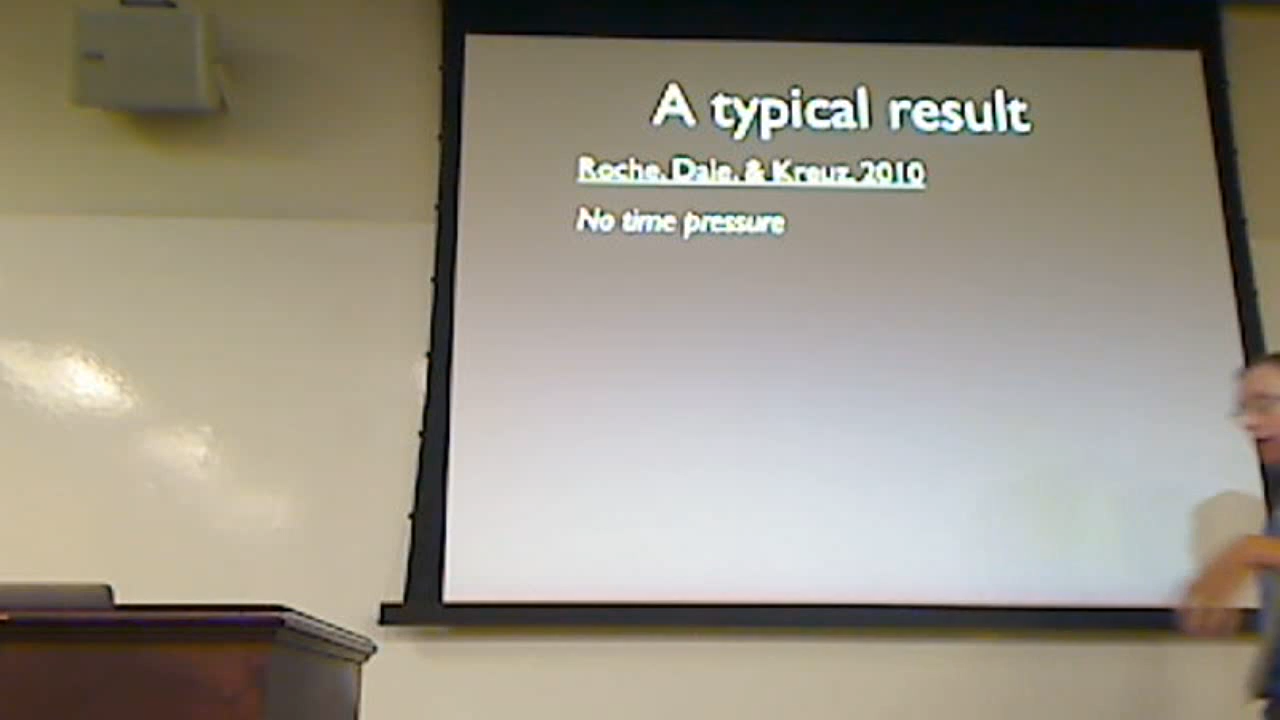 A typical result
Roche, Dale, & Kreuz, 2010
No time pressure